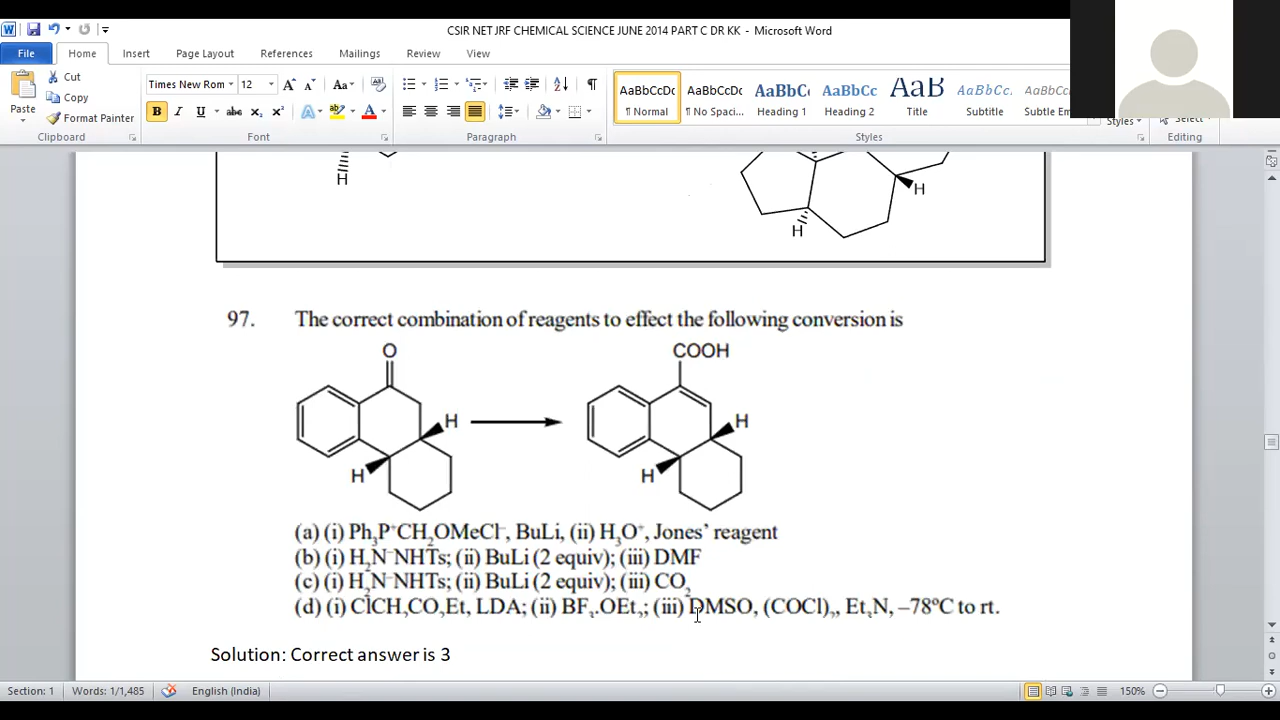 CSIR NET JRF CHEMICAL SCIENCE JUNE 2014 PART C DR KK - Microsoft Word
File Home Insert Page Layout References Mailings Review View
Paste Cut Copy Format Painter
Times New Rom 12
AaBbCcDc AaBbCcDc AaBbCc AaBbCc AaB AaBbCc. AaBbCcDc
¶ Normal ¶ No Spaci... Heading 1 Heading 2 Title Subtitle Subtle Em Styles
Clipboard Font Paragraph Styles Editing
H
H
H
97. The correct combination of reagents to effect the following conversion is
O COOH
H H
H H
(a) (i) Ph₃P⁺CH₂OMeCl⁻, BuLi, (ii) H₃O⁺, Jones' reagent
(b) (i) H₂N⁻NHTs; (ii) BuLi (2 equiv); (iii) DMF
(c) (i) H₂N⁻NHTs; (ii) BuLi (2 equiv); (iii) CO₂
(d) (i) ClCH₂CO₂Et, LDA; (ii) BF₃.OEt₂; (iii) DMSO, (COCl)₂, Et₃N, –78ºC to rt.
Solution: Correct answer is 3
Section: 1 Words: 1/1,485 English (India) 150%